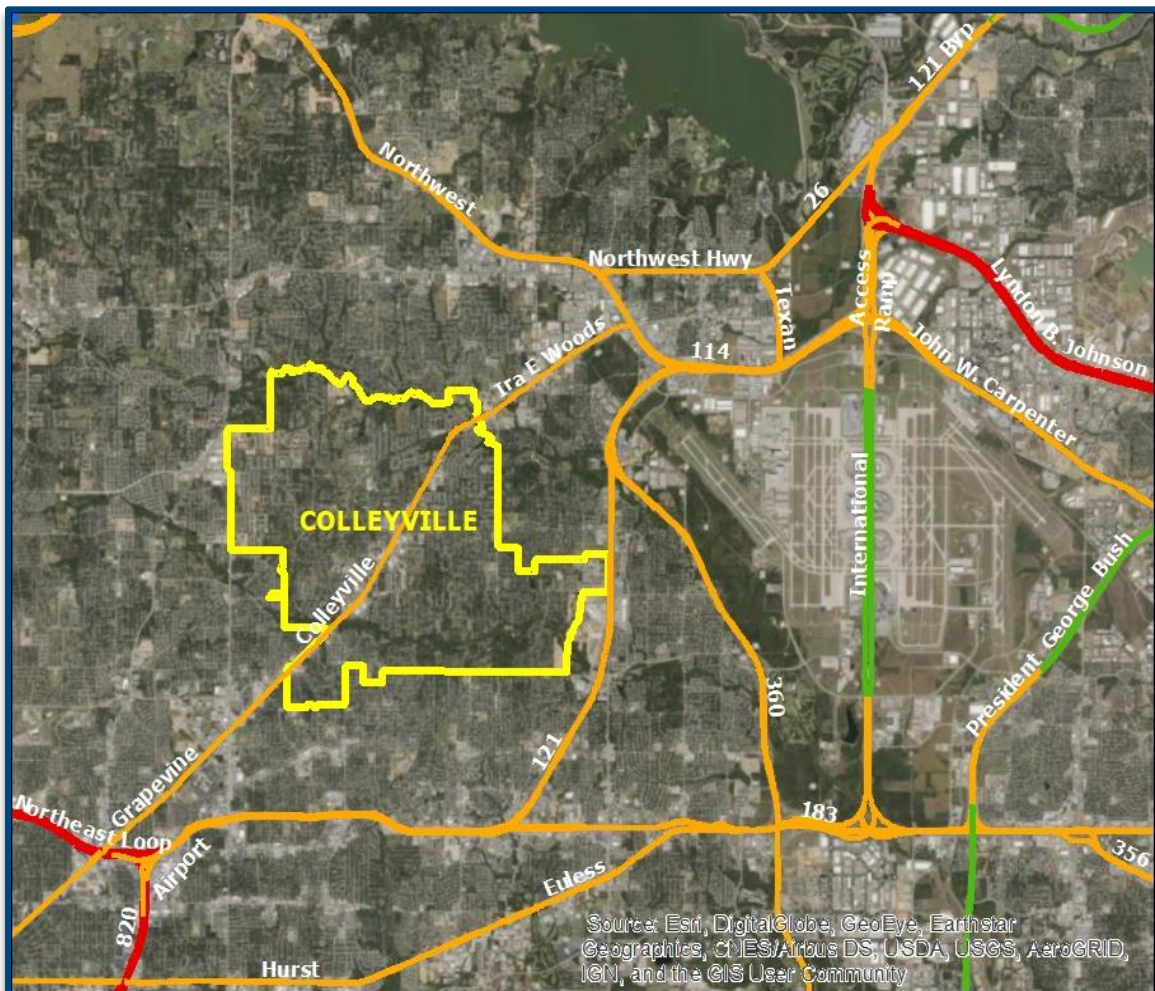 121 Byp
Northwest
26
Northwest Hwy
Access
Ramp
Lyndon B. Johnson
Texan
Ira E Woods
114
John W. Carpenter
COLLEYVILLE
International
Colleyville
President George Bush
360
121
Grapevine
Northeast Loop
183
Airport
356
Euless
820
Hurst
Source: Esri, DigitalGlobe, GeoEye, Earthstar
Geographics, CNES/Airbus DS, USDA, USGS, AeroGRID,
IGN, and the GIS User Community